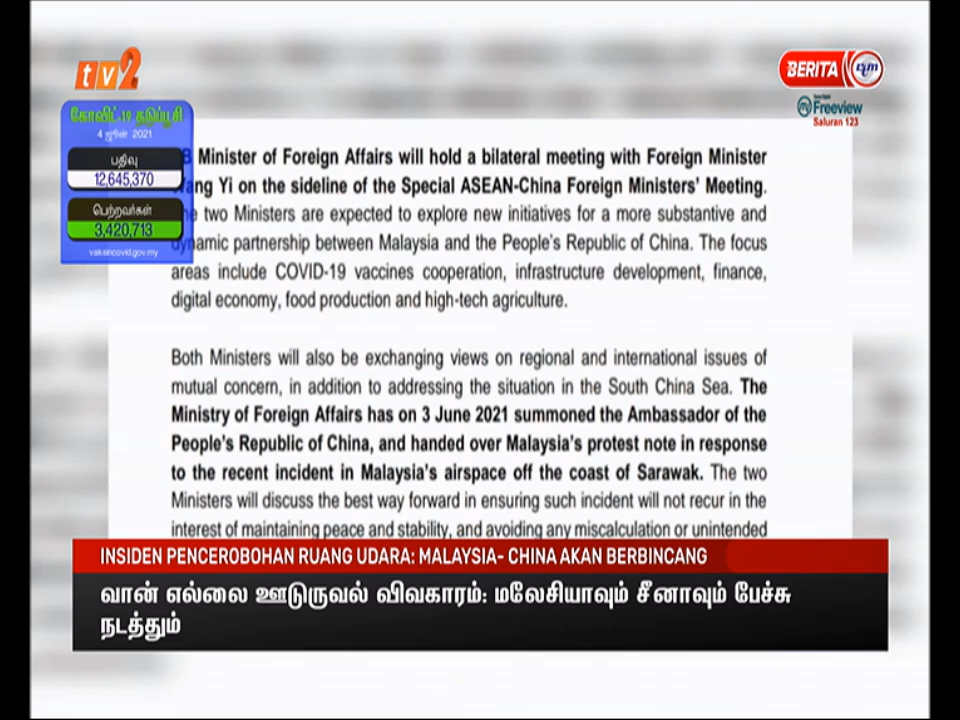 tv2
BERITA rtm
Freeview
Saluran 123
கோவிட்-19 தடுப்பூசி
4 ஜூன் 2021
பதிவு
12,645,370
பெற்றவர்கள்
3,420,713
vaksincovid.gov.my
Minister of Foreign Affairs will hold a bilateral meeting with Foreign Minister
Wang Yi on the sideline of the Special ASEAN-China Foreign Ministers' Meeting.
The two Ministers are expected to explore new initiatives for a more substantive and
dynamic partnership between Malaysia and the People's Republic of China. The focus
areas include COVID-19 vaccines cooperation, infrastructure development, finance,
digital economy, food production and high-tech agriculture.
Both Ministers will also be exchanging views on regional and international issues of
mutual concern, in addition to addressing the situation in the South China Sea. The
Ministry of Foreign Affairs has on 3 June 2021 summoned the Ambassador of the
People's Republic of China, and handed over Malaysia's protest note in response
to the recent incident in Malaysia's airspace off the coast of Sarawak. The two
Ministers will discuss the best way forward in ensuring such incident will not recur in the
interest of maintaining peace and stability, and avoiding any miscalculation or unintended
INSIDEN PENCEROBOHAN RUANG UDARA: MALAYSIA- CHINA AKAN BERBINCANG
வான் எல்லை ஊடுருவல் விவகாரம்: மலேசியாவும் சீனாவும் பேச்சு
நடத்தும்